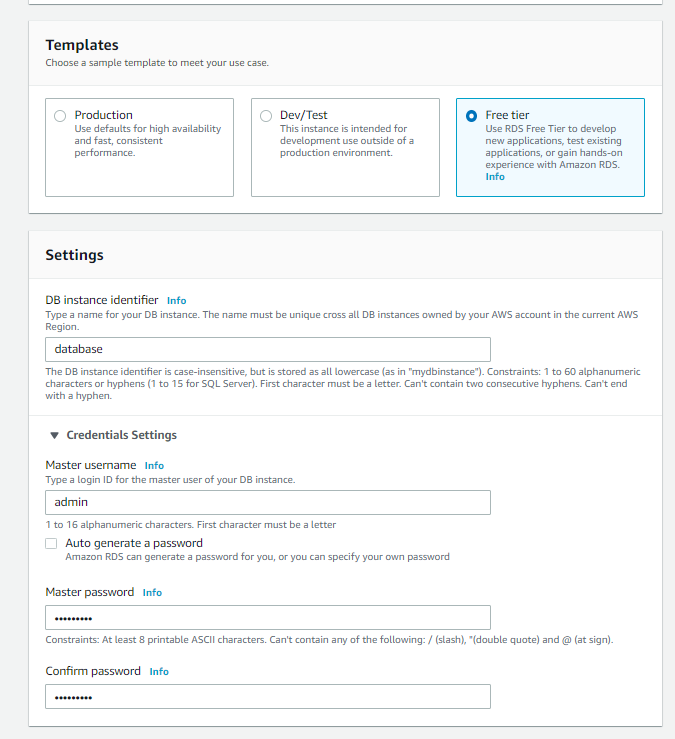 Templates
Choose a sample template to meet your use case.
Production
Use defaults for high availability
and fast, consistent
performance.
Dev/Test
This instance is intended for
development use outside of a
production environment.
Free tier
Use RDS Free Tier to develop
new applications, test existing
applications, or gain hands-on
experience with Amazon RDS.
Info
Settings
DB instance identifier Info
Type a name for your DB instance. The name must be unique cross all DB instances owned by your AWS account in the current AWS
Region.
database
The DB instance identifier is case-insensitive, but is stored as all lowercase (as in "mydbinstance"). Constraints: 1 to 60 alphanumeric
characters or hyphens (1 to 15 for SQL Server). First character must be a letter. Can't contain two consecutive hyphens. Can't end
with a hyphen.
Credentials Settings
Master username Info
Type a login ID for the master user of your DB instance.
admin
1 to 16 alphanumeric characters. First character must be a letter
Auto generate a password
Amazon RDS can generate a password for you, or you can specify your own password
Master password Info
•••••••••
Constraints: At least 8 printable ASCII characters. Can't contain any of the following: / (slash), "(double quote) and @ (at sign).
Confirm password Info
•••••••••